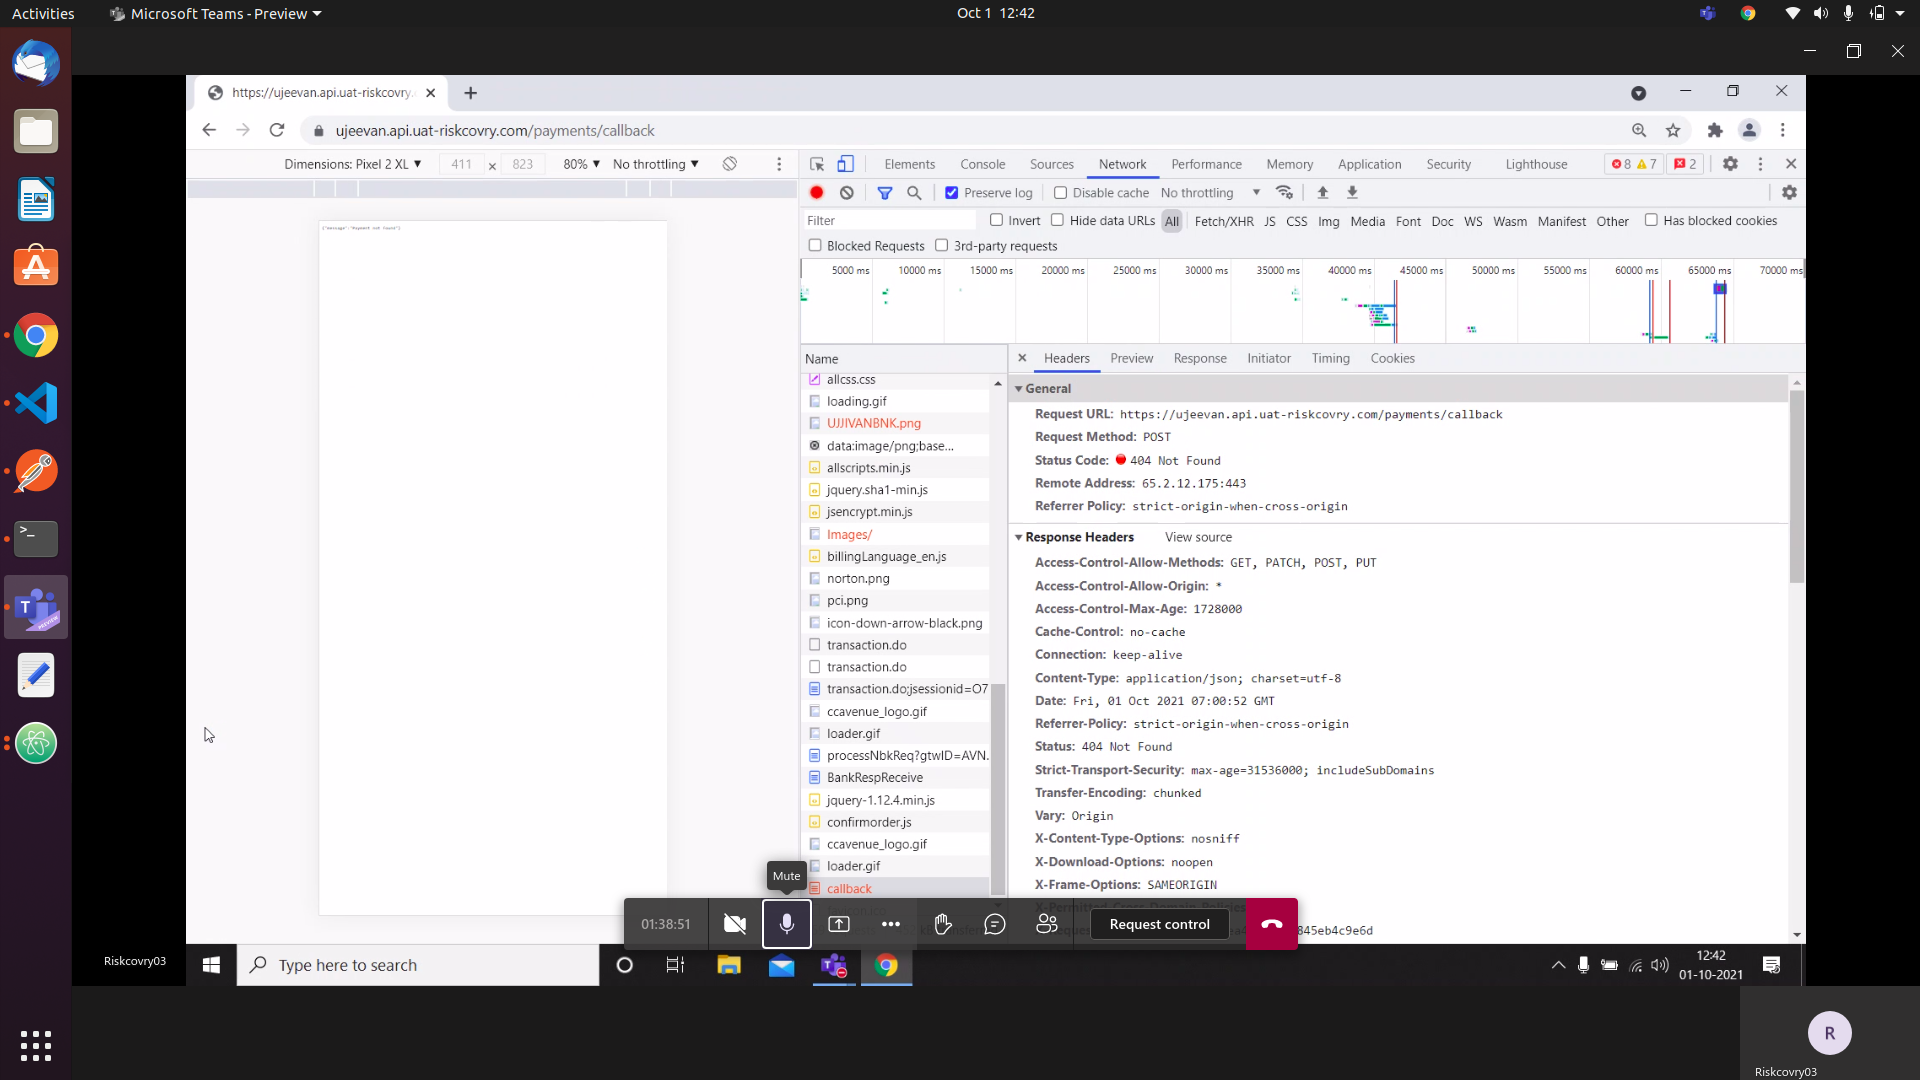 Activities
Microsoft Teams - Preview
Oct 1 12:42
https://ujeevan.api.uat-riskcovry.
ujeevan.api.uat-riskcovry.com/payments/callback
Dimensions: Pixel 2 XL ▼ 411 × 823 80% ▼ No throttling ▼
Elements Console Sources Network Performance Memory Application Security Lighthouse 8 7 2
Preserve log Disable cache No throttling
Filter Invert Hide data URLs All Fetch/XHR JS CSS Img Media Font Doc WS Wasm Manifest Other Has blocked cookies
Blocked Requests 3rd-party requests
5000 ms 10000 ms 15000 ms 20000 ms 25000 ms 30000 ms 35000 ms 40000 ms 45000 ms 50000 ms 55000 ms 60000 ms 65000 ms 70000 ms
{"message":"Payment not found"}
Name
allcss.css
loading.gif
UJJIVANBNK.png
data:image/png;base...
allscripts.min.js
jquery.sha1-min.js
jsencrypt.min.js
Images/
billingLanguage_en.js
norton.png
pci.png
icon-down-arrow-black.png
transaction.do
transaction.do
transaction.do;jsessionid=O7
ccavenue_logo.gif
loader.gif
processNbkReq?gtwID=AVN.
BankRespReceive
jquery-1.12.4.min.js
confirmorder.js
ccavenue_logo.gif
loader.gif
callback
Headers Preview Response Initiator Timing Cookies
General
Request URL: https://ujeevan.api.uat-riskcovry.com/payments/callback
Request Method: POST
Status Code: 404 Not Found
Remote Address: 65.2.12.175:443
Referrer Policy: strict-origin-when-cross-origin
Response Headers View source
Access-Control-Allow-Methods: GET, PATCH, POST, PUT
Access-Control-Allow-Origin: *
Access-Control-Max-Age: 1728000
Cache-Control: no-cache
Connection: keep-alive
Content-Type: application/json; charset=utf-8
Date: Fri, 01 Oct 2021 07:00:52 GMT
Referrer-Policy: strict-origin-when-cross-origin
Status: 404 Not Found
Strict-Transport-Security: max-age=31536000; includeSubDomains
Transfer-Encoding: chunked
Vary: Origin
X-Content-Type-Options: nosniff
X-Download-Options: noopen
X-Frame-Options: SAMEORIGIN
X-Permitted-Cross-Domain-Policies
845eb4c9e6d
Mute
01:38:51
Request control
Riskcovry03
Type here to search
12:42
01-10-2021
R
Riskcovry03